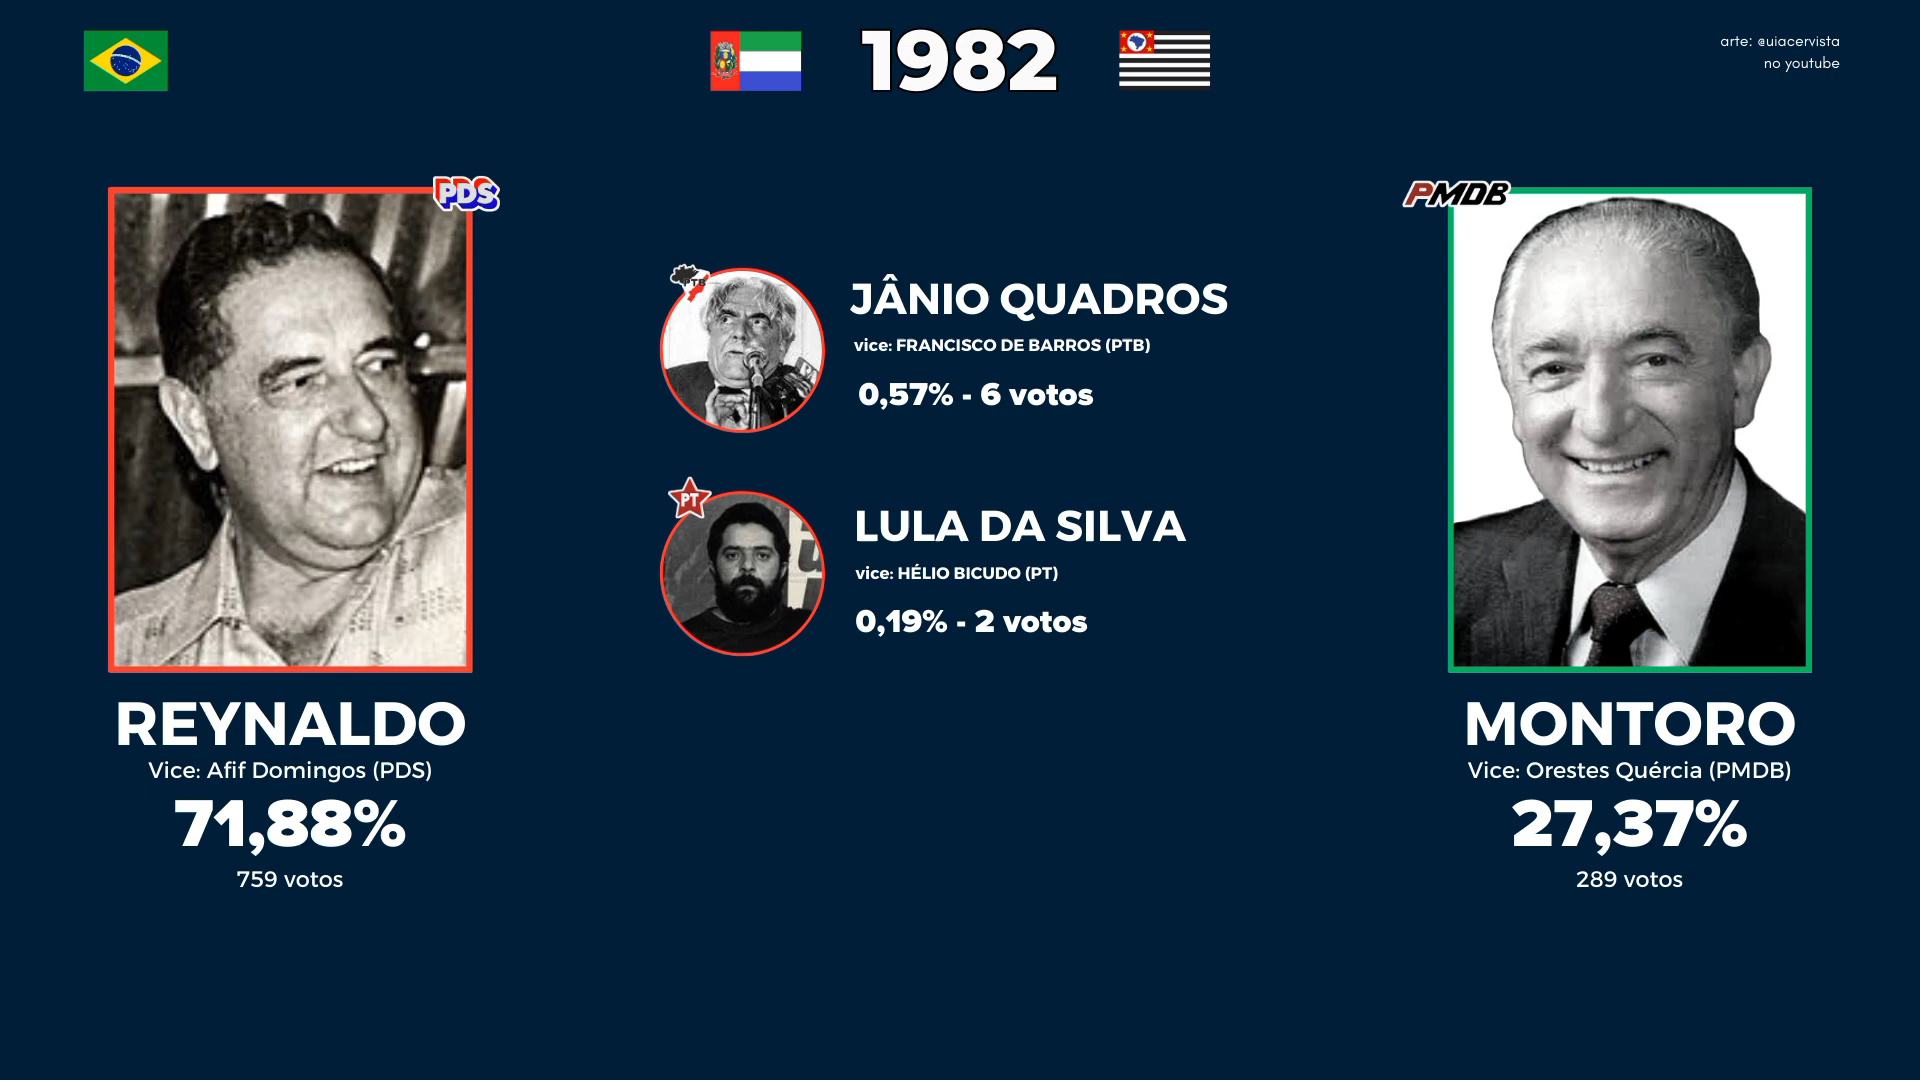 1982
arte: @uiacervista
no youtube
PDS
REYNALDO
Vice: Afif Domingos (PDS)
71,88%
759 votos
PTB
JÂNIO QUADROS
vice: FRANCISCO DE BARROS (PTB)
0,57% - 6 votos
PT
LULA DA SILVA
vice: HÉLIO BICUDO (PT)
0,19% - 2 votos
PMDB
MONTORO
Vice: Orestes Quércia (PMDB)
27,37%
289 votos